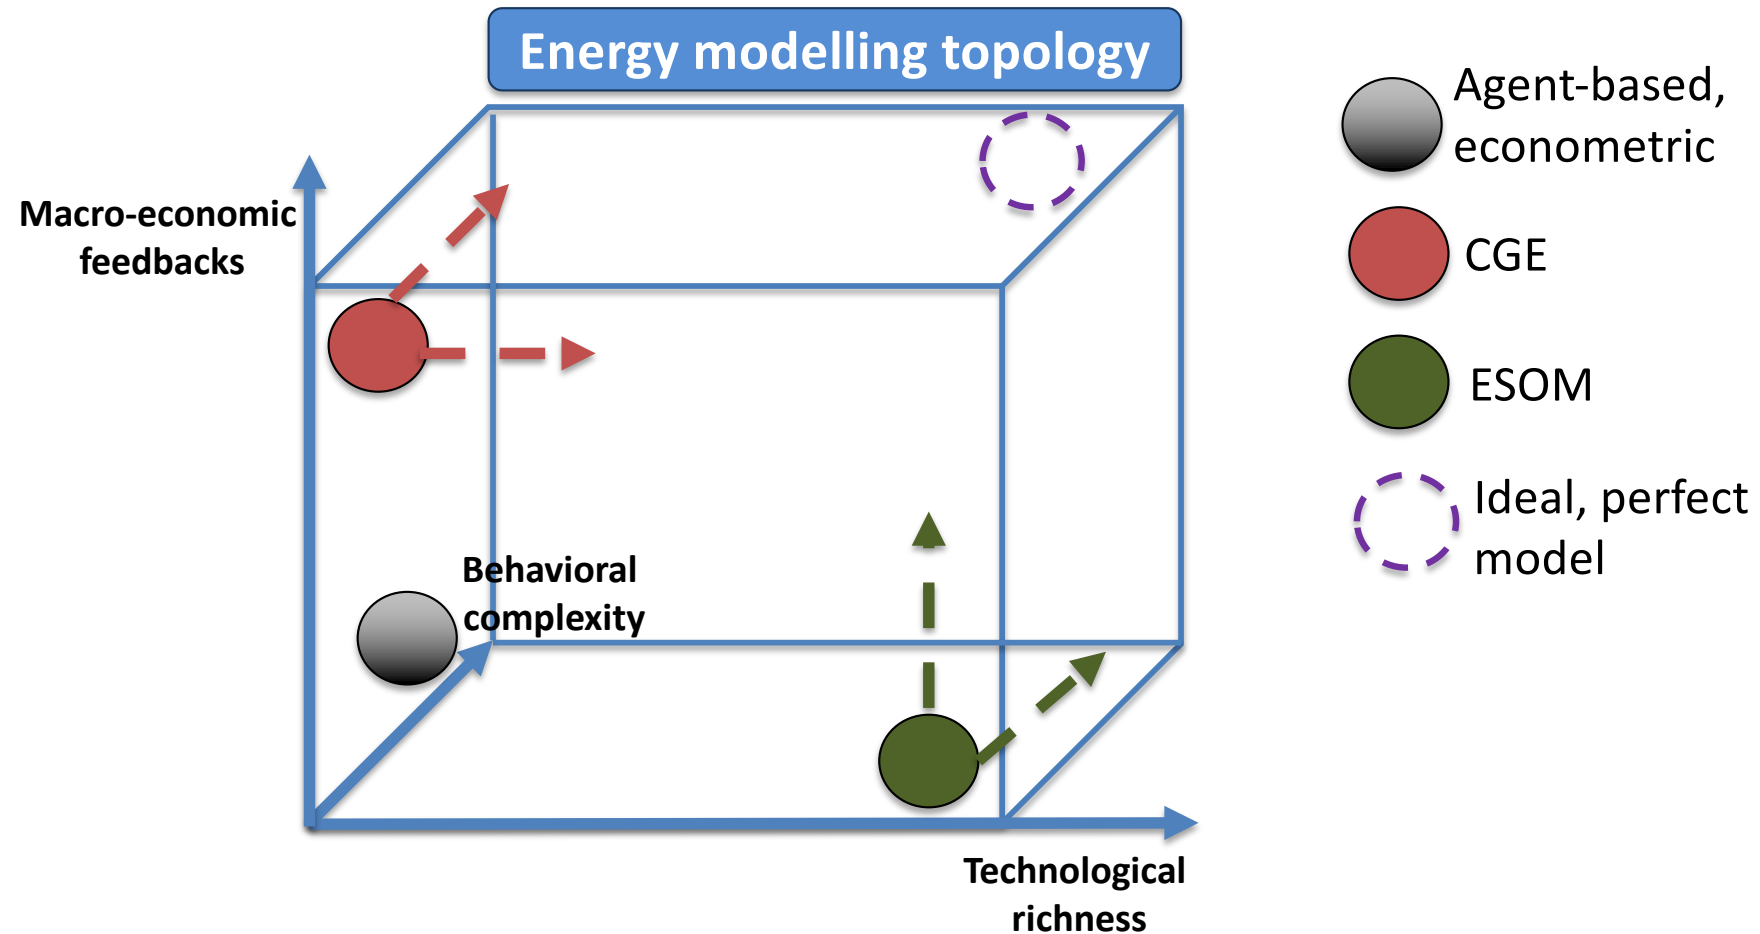 Energy modelling topology
Agent-based,
econometric
Macro-economic
feedbacks
CGE
ESOM
Ideal, perfect
model
Behavioral
complexity
Technological
richness